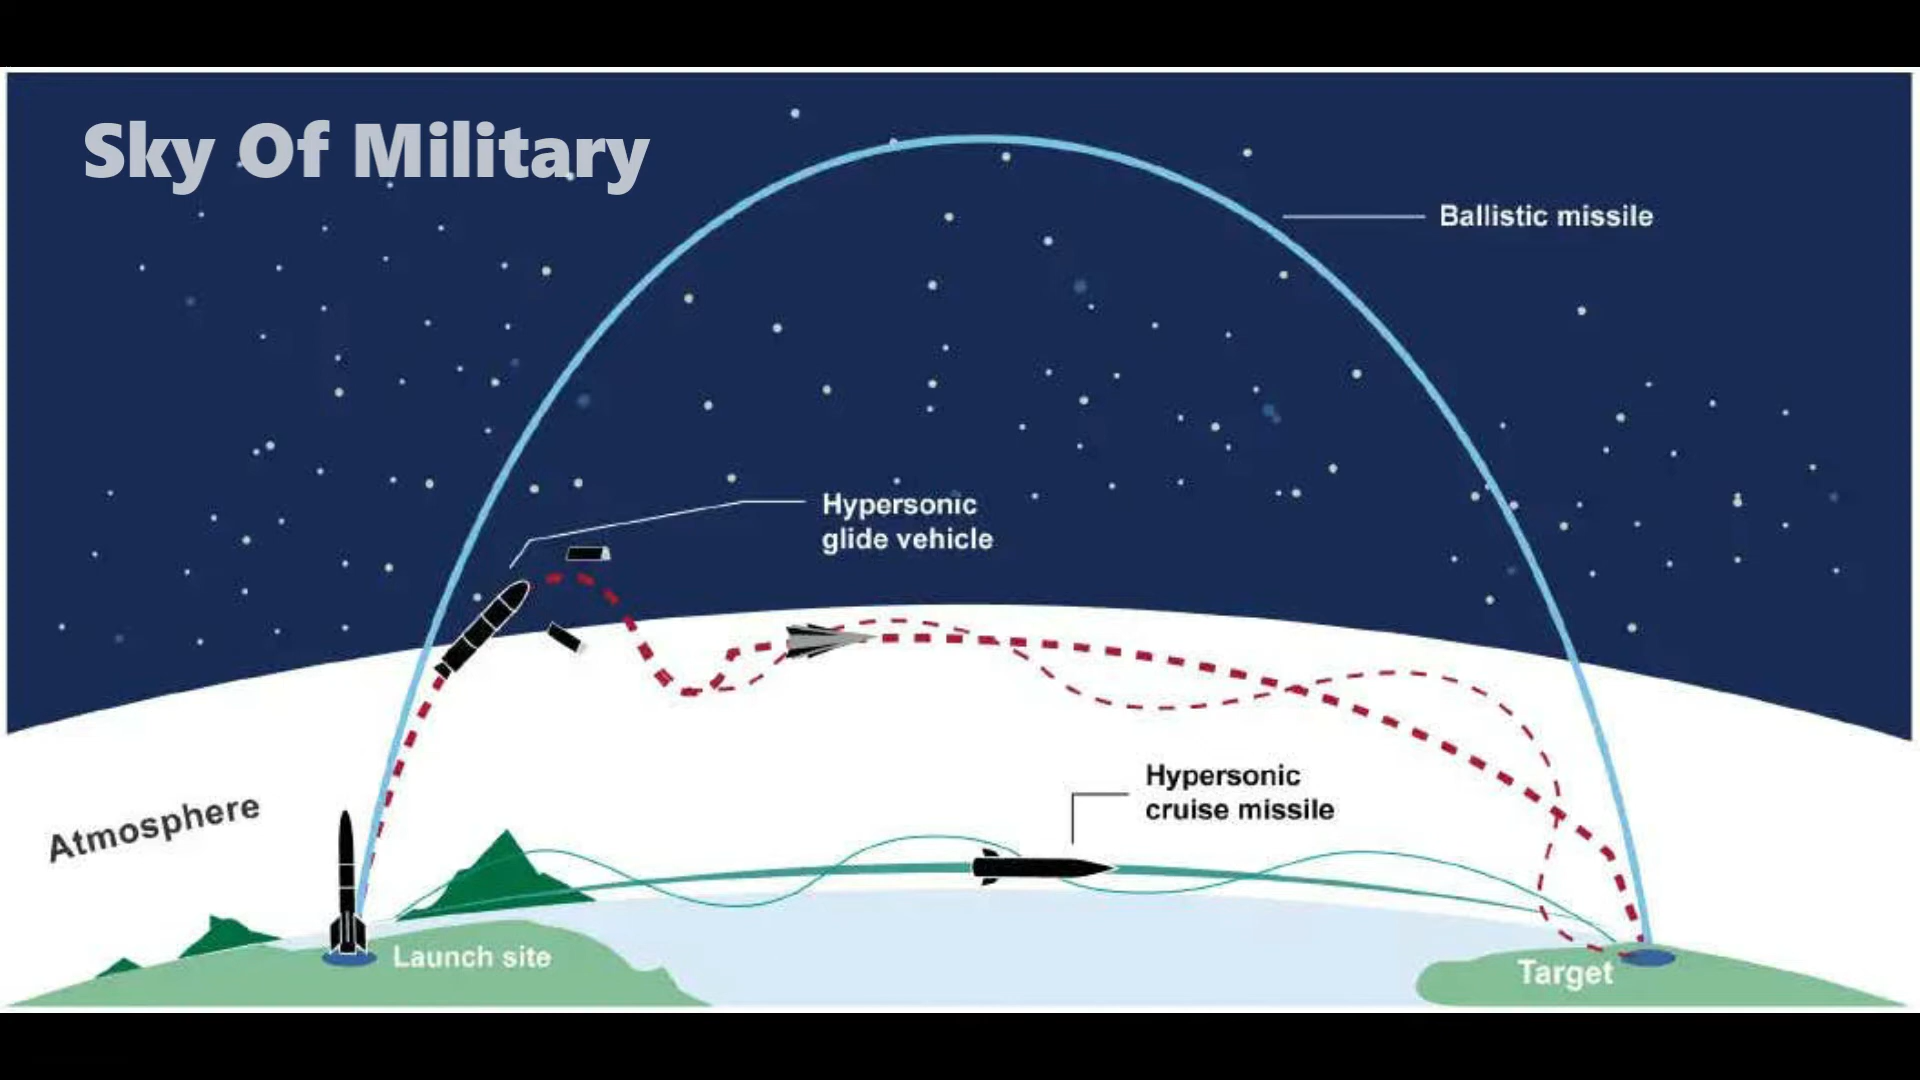 Sky Of Military
Ballistic missile
Hypersonic
glide vehicle
Hypersonic
cruise missile
Atmosphere
Launch site
Target